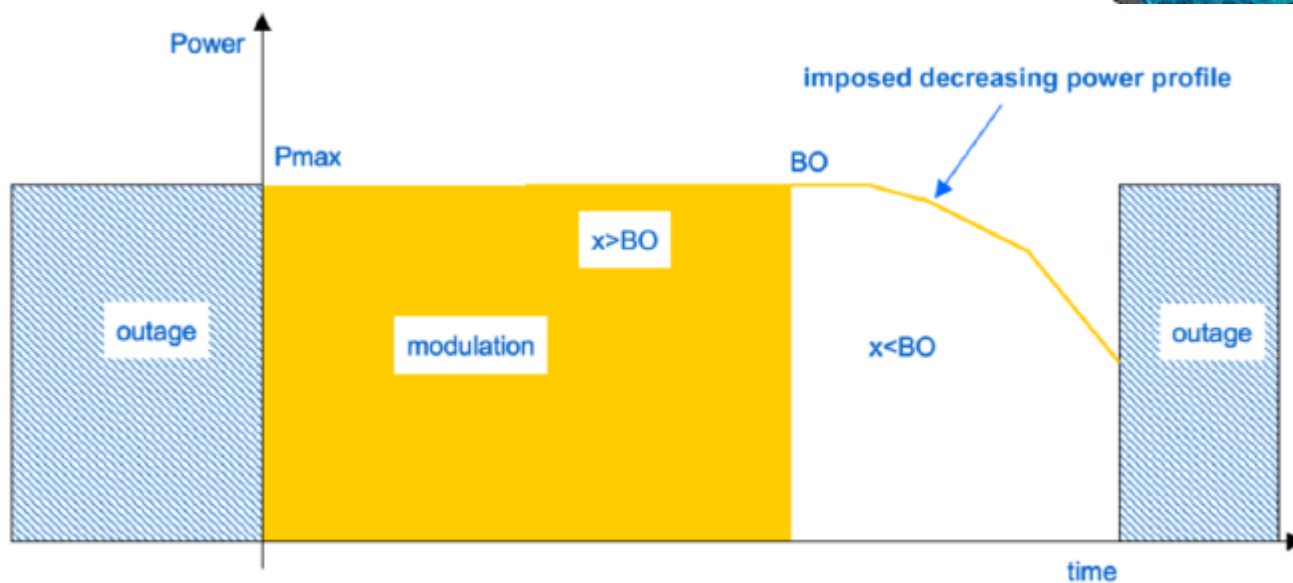 Power
imposed decreasing power profile
Pmax
BO
x>BO
outage
modulation
x<BO
outage
time